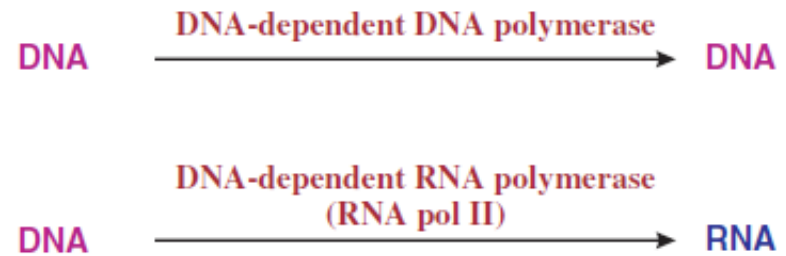 DNA-dependent DNA polymerase
DNA DNA
DNA-dependent RNA polymerase
(RNA pol II)
DNA RNA